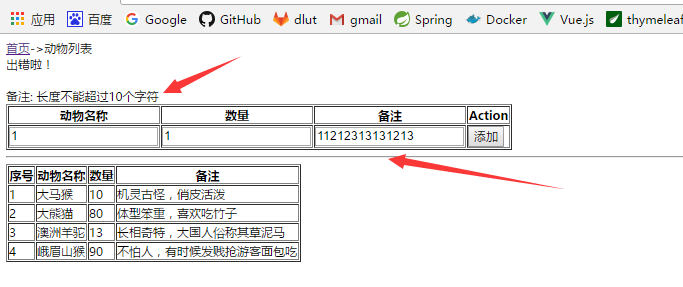 应用 百度 Google GitHub dlut gmail Spring Docker Vue.js thymeleaf
首页->动物列表
出错啦！
备注: 长度不能超过10个字符
动物名称 数量 备注 Action
1 1 11212313131213 添加
序号 动物名称 数量 备注
1 大马猴 10 机灵古怪，俏皮活泼
2 大熊猫 80 体型笨重，喜欢吃竹子
3 澳洲羊驼 13 长相奇特，大国人俗称其草泥马
4 峨眉山猴 90 不怕人，有时候发贱抢游客面包吃